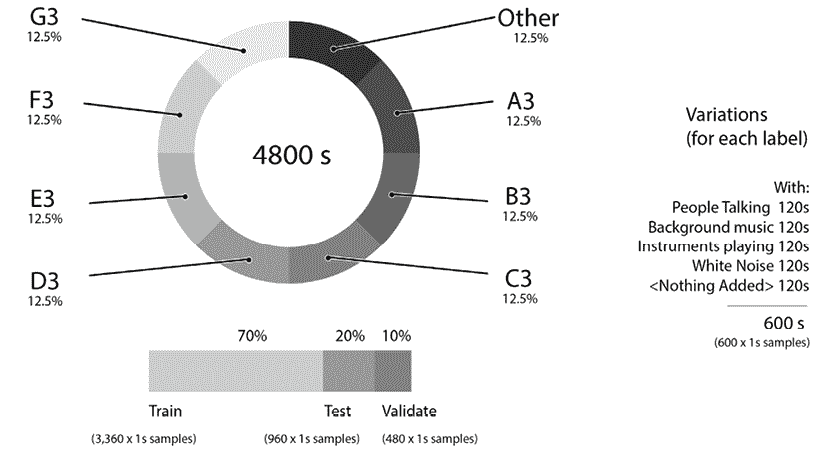 G3
12.5%
Other
12.5%
F3
12.5%
A3
12.5%
4800 s
E3
12.5%
B3
12.5%
D3
12.5%
C3
12.5%
Variations
(for each label)
With:
People Talking 120s
Background music 120s
Instruments playing 120s
White Noise 120s
<Nothing Added> 120s
600 s
(600 x 1s samples)
70% 20% 10%
Train Test Validate
(3,360 x 1s samples) (960 x 1s samples) (480 x 1s samples)